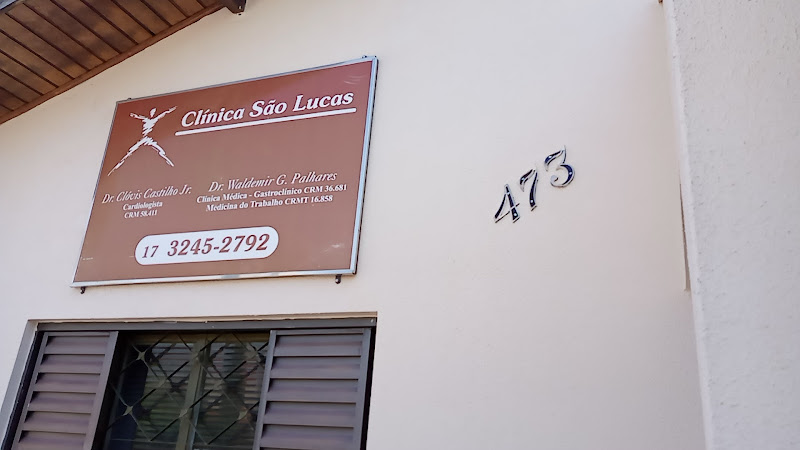 Clínica São Lucas
Dr. Clóvis Castilho Jr.
Cardiologista
CRM 58.411
Dr. Waldemir G. Palhares
Clínica Médica - Gastroclínico CRM 36.681
Medicina do Trabalho CRMT 16.858
17 3245-2792
473